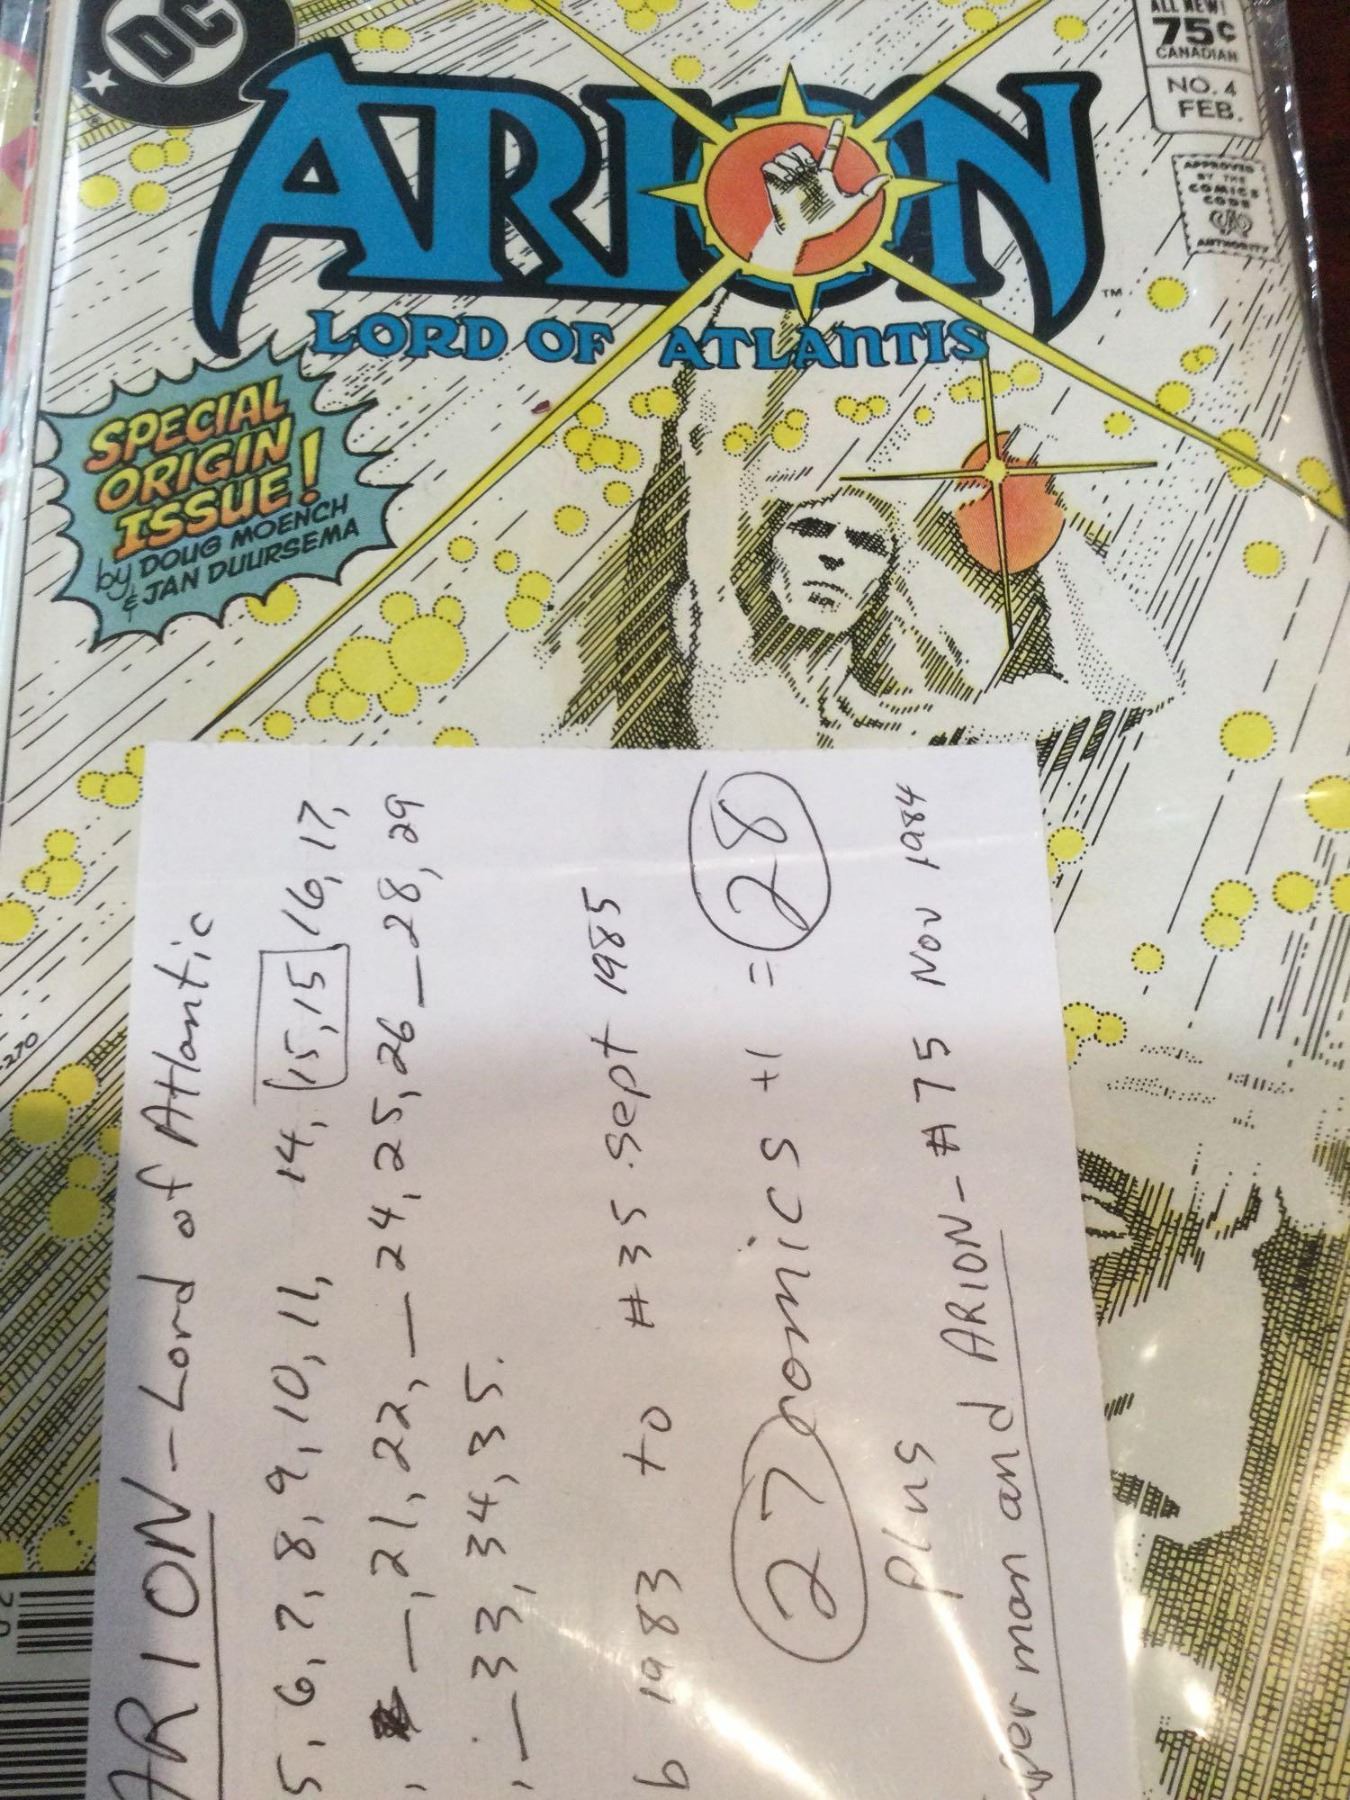 DC
ALL NEW!
75¢
CANADIAN
NO. 4
FEB.
APPROVED
BY THE
COMICS
CODE
AUTHORITY
ARION
TM
LORD OF ATLANTIS
SPECIAL
ORIGIN
ISSUE!
by DOUG MOENCH
& JAN DUURSEMA
ARION - Lord of Atlantic
5, 6, 7, 8, 9, 10, 11, 14, 15, 15 16, 17,
, — , 21, 22, — 24, 25, 26 — 28, 29
, — 33, 34, 35.
b 1983 to # 35 Sept 1985
27 comics +1 = 28
Plus
er man and ARION - # 75 Nov 1984